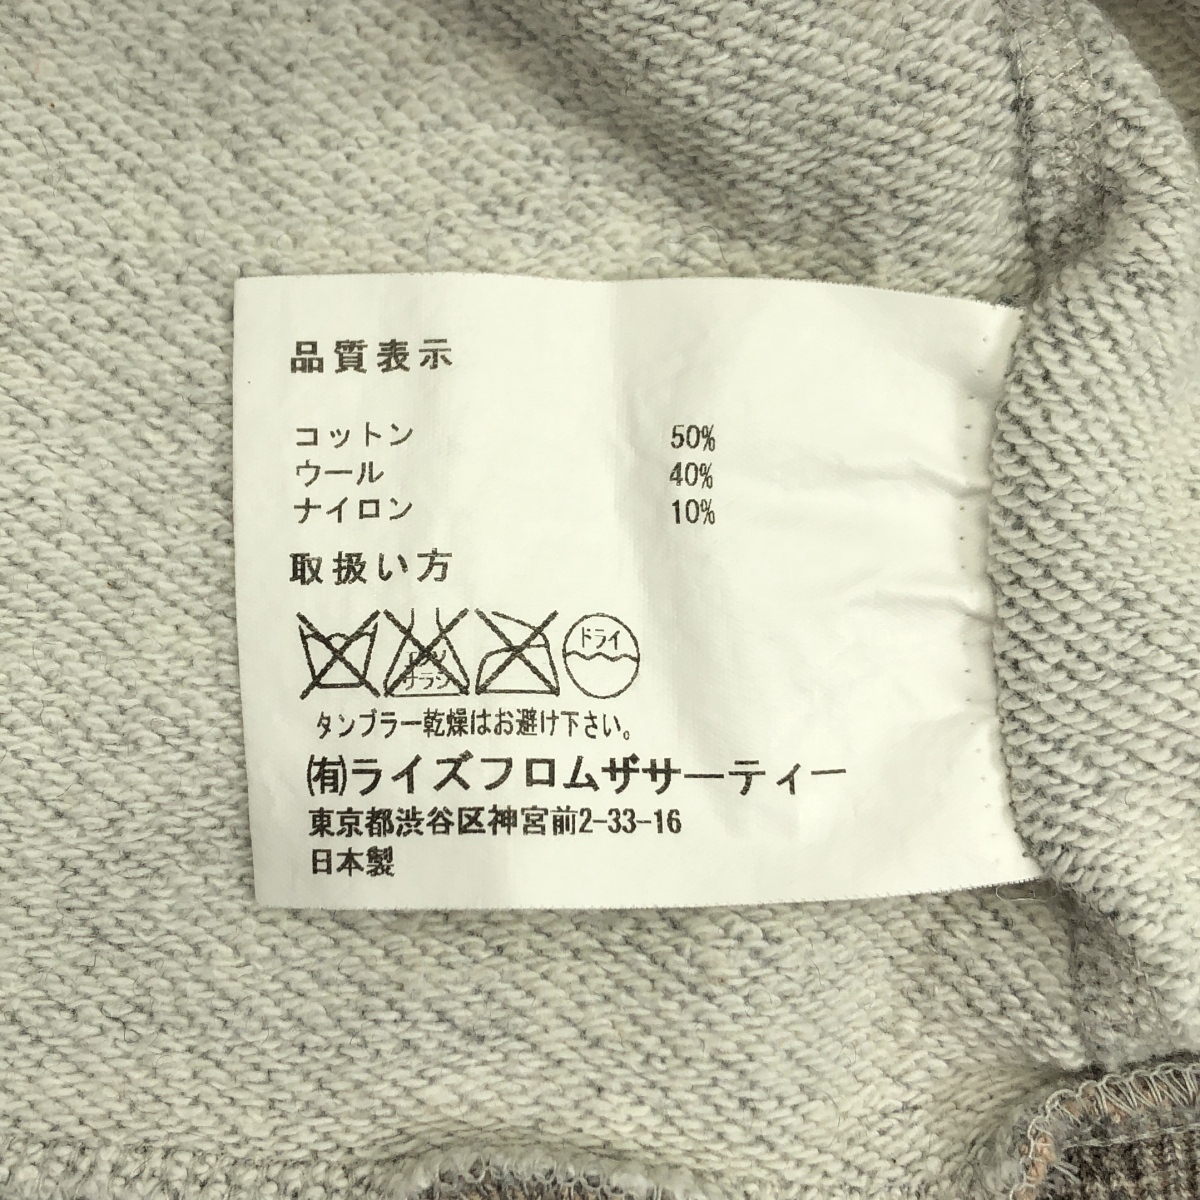 品質表示
コットン 50%
ウール 40%
ナイロン 10%
取扱い方
サラシ ドライ
タンブラー乾燥はお避け下さい。
(有)ライズフロムザサーティー
東京都渋谷区神宮前2-33-16
日本製